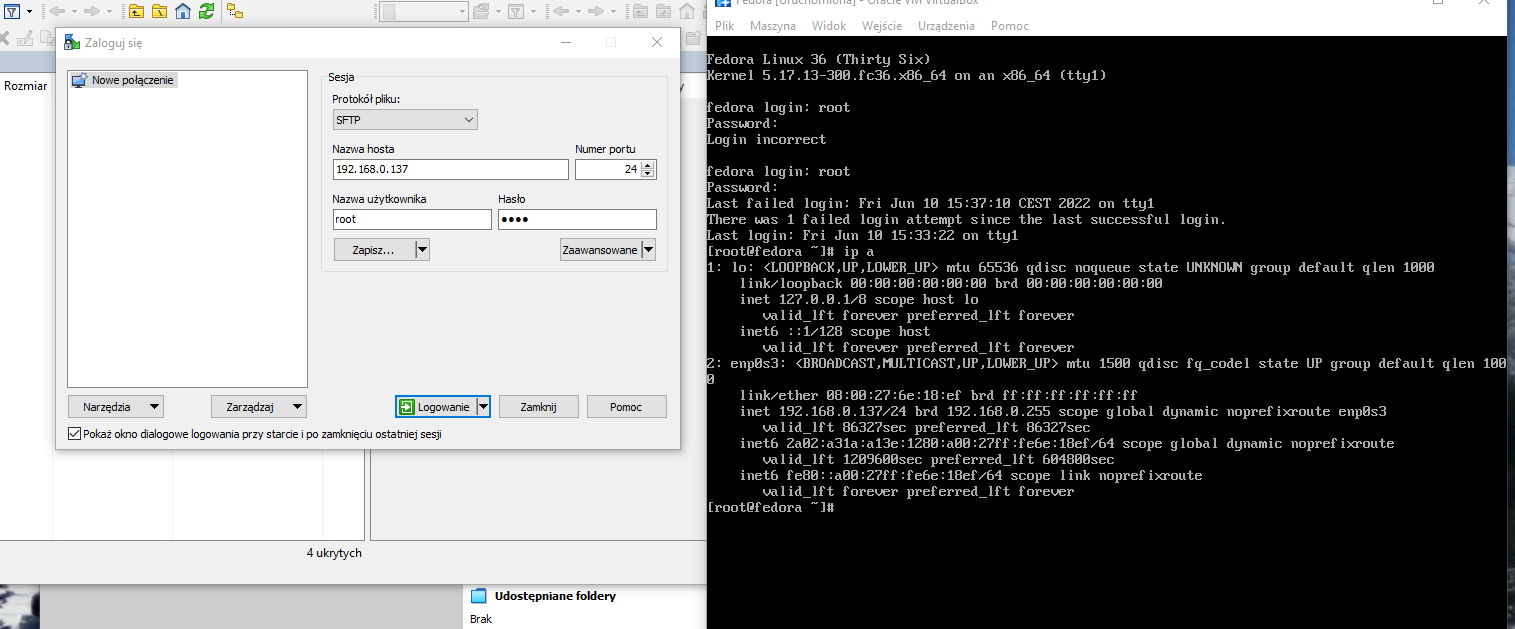 Rozmiar
Zaloguj się
Nowe połączenie
Sesja
Protokół pliku:
SFTP
Nazwa hosta
Numer portu
192.168.0.137
24
Nazwa użytkownika
Hasło
root
••••
Zapisz...
Zaawansowane
Narzędzia
Zarządzaj
Logowanie
Zamknij
Pomoc
Pokaż okno dialogowe logowania przy starcie i po zamknięciu ostatniej sesji
4 ukrytych
Udostępniane foldery
Brak
Fedora [Uruchomiona] - Oracle VM VirtualBox
Plik Maszyna Widok Wejście Urządzenia Pomoc
Fedora Linux 36 (Thirty Six)
Kernel 5.17.13-300.fc36.x86_64 on an x86_64 (tty1)
fedora login: root
Password:
Login incorrect
fedora login: root
Password:
Last failed login: Fri Jun 10 15:37:10 CEST 2022 on tty1
There was 1 failed login attempt since the last successful login.
Last login: Fri Jun 10 15:33:22 on tty1
[root@fedora ~]# ip a
1: lo: <LOOPBACK,UP,LOWER_UP> mtu 65536 qdisc noqueue state UNKNOWN group default qlen 1000
link/loopback 00:00:00:00:00:00 brd 00:00:00:00:00:00
inet 127.0.0.1/8 scope host lo
valid_lft forever preferred_lft forever
inet6 ::1/128 scope host
valid_lft forever preferred_lft forever
2: enp0s3: <BROADCAST,MULTICAST,UP,LOWER_UP> mtu 1500 qdisc fq_codel state UP group default qlen 100
0
link/ether 08:00:27:6e:18:ef brd ff:ff:ff:ff:ff:ff
inet 192.168.0.137/24 brd 192.168.0.255 scope global dynamic noprefixroute enp0s3
valid_lft 86327sec preferred_lft 86327sec
inet6 2a02:a31a:a13e:1280:a00:27ff:fe6e:18ef/64 scope global dynamic noprefixroute
valid_lft 1209600sec preferred_lft 604800sec
inet6 fe80::a00:27ff:fe6e:18ef/64 scope link noprefixroute
valid_lft forever preferred_lft forever
[root@fedora ~]#